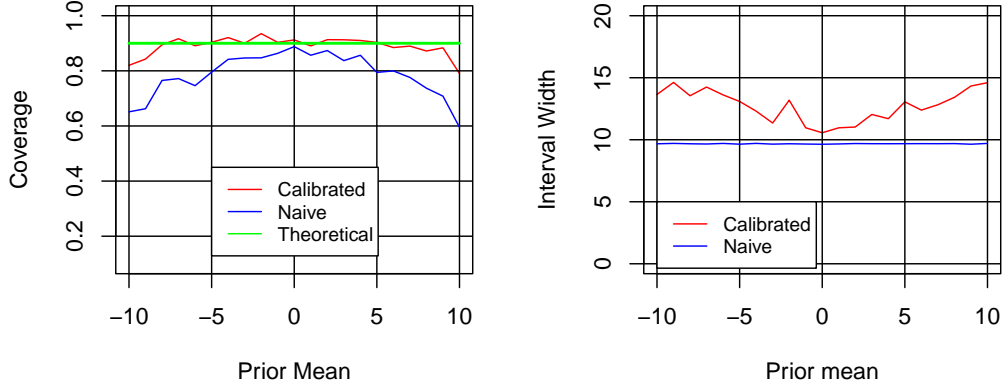 Coverage
1.0
0.8
0.6
0.4
0.2
Calibrated
Naive
Theoretical
−10
−5
0
5
10
Prior Mean
Interval Width
20
15
10
5
0
Calibrated
Naive
−10
−5
0
5
10
Prior mean